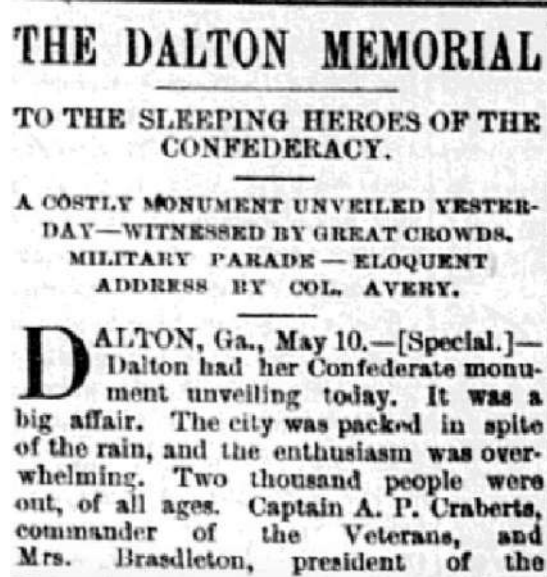 THE DALTON MEMORIAL
TO THE SLEEPING HEROES OF THE
CONFEDERACY.
A COSTLY MONUMENT UNVEILED YESTER-
DAY—WITNESSED BY GREAT CROWDS.
MILITARY PARADE — ELOQUENT
ADDRESS BY COL. AVERY.
DALTON, Ga., May 10.—[Special.]—
Dalton had her Confederate monu-
ment unveiling today. It was a
big affair. The city was packed in spite
of the rain, and the enthusiasm was over-
whelming. Two thousand people were
out, of all ages. Captain A. P. Craberts,
commander of the Veterans, and
Mrs. Brasdleton, president of the